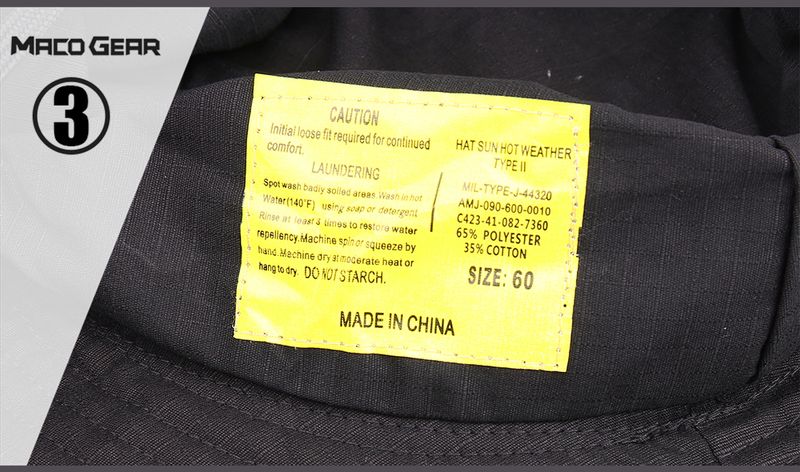 MACO GEAR
3
CAUTION
Initial loose fit required for continued
comfort.
LAUNDERING
Spot wash badly soiled areas Wash in hot
Water(140°F) using soap or detergent
Rinse at least 3 times to restore water
repellency.Machine spin or squeeze by
hand.Machine dry at moderate heat or
hang to dry. DO NOT STARCH.
HAT SUN HOT WEATHER
TYPE II
MIL-TYPE-J-44320
AMJ-090-600-0010
C423-41-082-7360
65% POLYESTER
35% COTTON
SIZE: 60
MADE IN CHINA